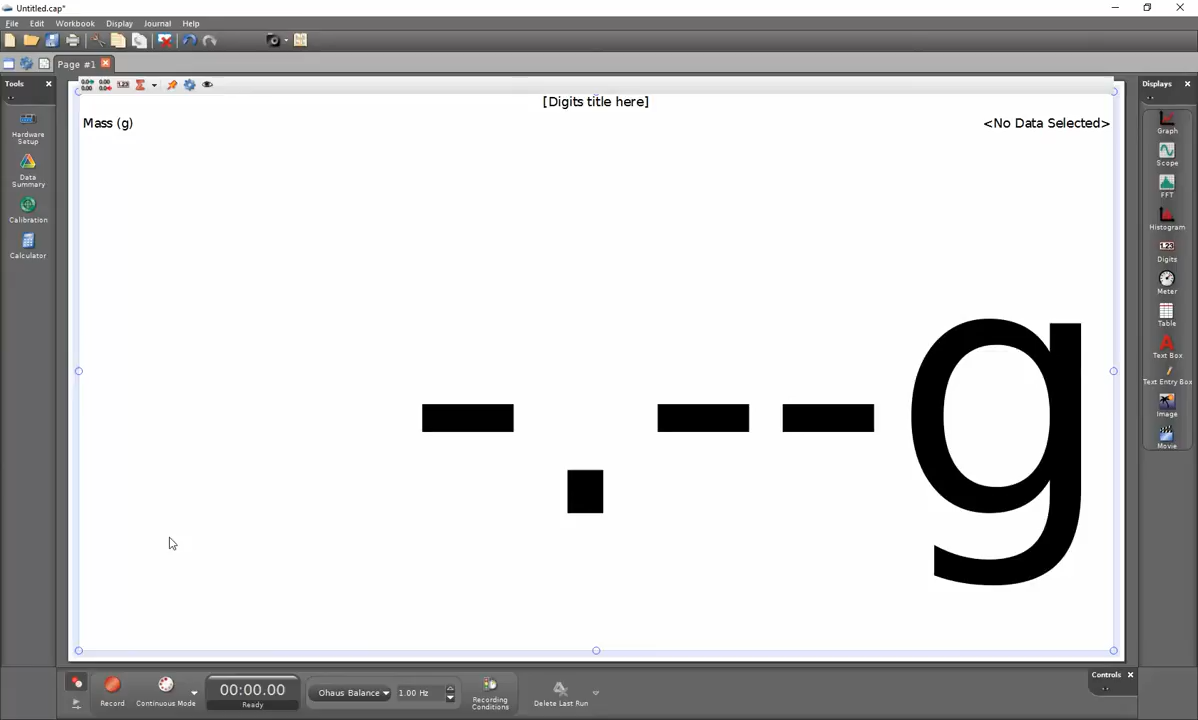 Untitled.cap*
File Edit Workbook Display Journal Help
Page #1
Tools
Displays
[Digits title here]
Mass (g)
<No Data Selected>
Hardware
Setup
Data
Summary
Calibration
Calculator
Graph
Scope
FFT
Histogram
1.23
Digits
Meter
Table
Text Box
Text Entry Box
Image
Movie
-.--g
Record
Continuous Mode
00:00.00
Ready
Ohaus Balance
1.00 Hz
Recording
Conditions
Delete Last Run
Controls